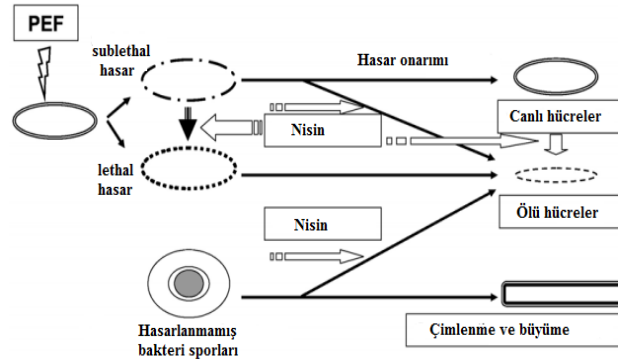 PEF
sublethal
hasar
Hasar onarımı
Canlı hücreler
Nisin
lethal
hasar
Ölü hücreler
Nisin
Hasarlanmamış
bakteri sporları
Çimlenme ve büyüme